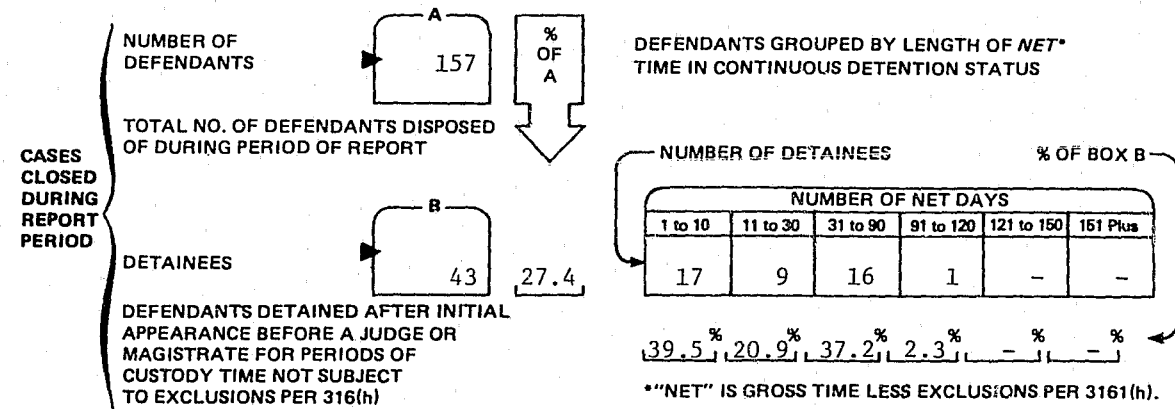 CASES
CLOSED
DURING
REPORT
PERIOD
NUMBER OF
DEFENDANTS
A
157
%
OF
A
TOTAL NO. OF DEFENDANTS DISPOSED
OF DURING PERIOD OF REPORT
B
DETAINEES
43
27.4
DEFENDANTS DETAINED AFTER INITIAL
APPEARANCE BEFORE A JUDGE OR
MAGISTRATE FOR PERIODS OF
CUSTODY TIME NOT SUBJECT
TO EXCLUSIONS PER 316(h)
DEFENDANTS GROUPED BY LENGTH OF NET*
TIME IN CONTINUOUS DETENTION STATUS
NUMBER OF DETAINEES % OF BOX B
NUMBER OF NET DAYS
1 to 10 11 to 30 31 to 90 91 to 120 121 to 150 151 Plus
17 9 16 1 - -
39.5% 20.9% 37.2% 2.3% -% -%
*"NET" IS GROSS TIME LESS EXCLUSIONS PER 3161(h).